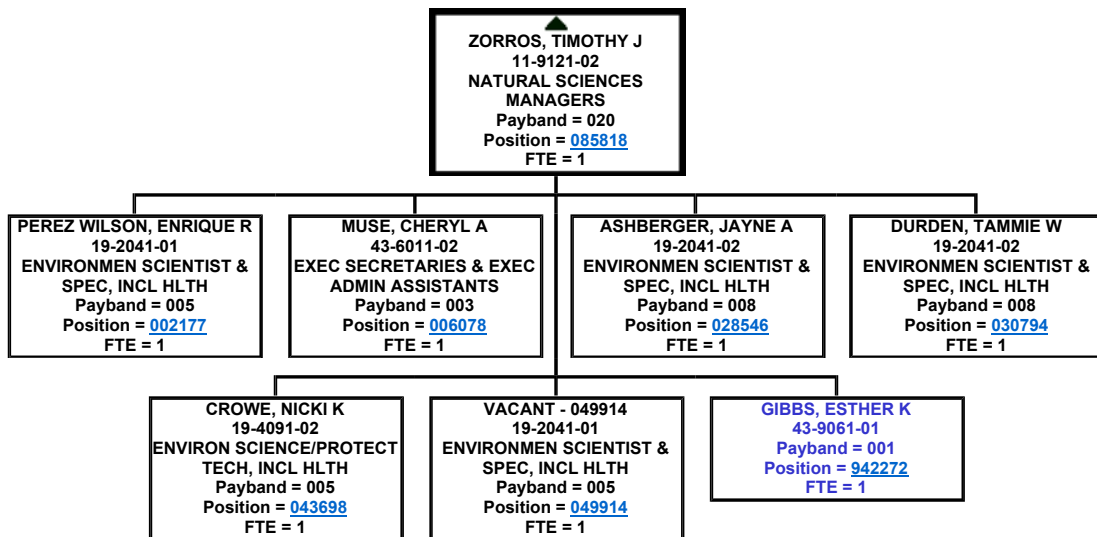 ZORROS, TIMOTHY J
11-9121-02
NATURAL SCIENCES
MANAGERS
Payband = 020
Position = 085818
FTE = 1
PEREZ WILSON, ENRIQUE R
19-2041-01
ENVIRONMEN SCIENTIST &
SPEC, INCL HLTH
Payband = 005
Position = 002177
FTE = 1
MUSE, CHERYL A
43-6011-02
EXEC SECRETARIES & EXEC
ADMIN ASSISTANTS
Payband = 003
Position = 006078
FTE = 1
ASHBERGER, JAYNE A
19-2041-02
ENVIRONMEN SCIENTIST &
SPEC, INCL HLTH
Payband = 008
Position = 028546
FTE = 1
DURDEN, TAMMIE W
19-2041-02
ENVIRONMEN SCIENTIST &
SPEC, INCL HLTH
Payband = 008
Position = 030794
FTE = 1
CROWE, NICKI K
19-4091-02
ENVIRON SCIENCE/PROTECT
TECH, INCL HLTH
Payband = 005
Position = 043698
FTE = 1
VACANT - 049914
19-2041-01
ENVIRONMEN SCIENTIST &
SPEC, INCL HLTH
Payband = 005
Position = 049914
FTE = 1
GIBBS, ESTHER K
43-9061-01
Payband = 001
Position = 942272
FTE = 1